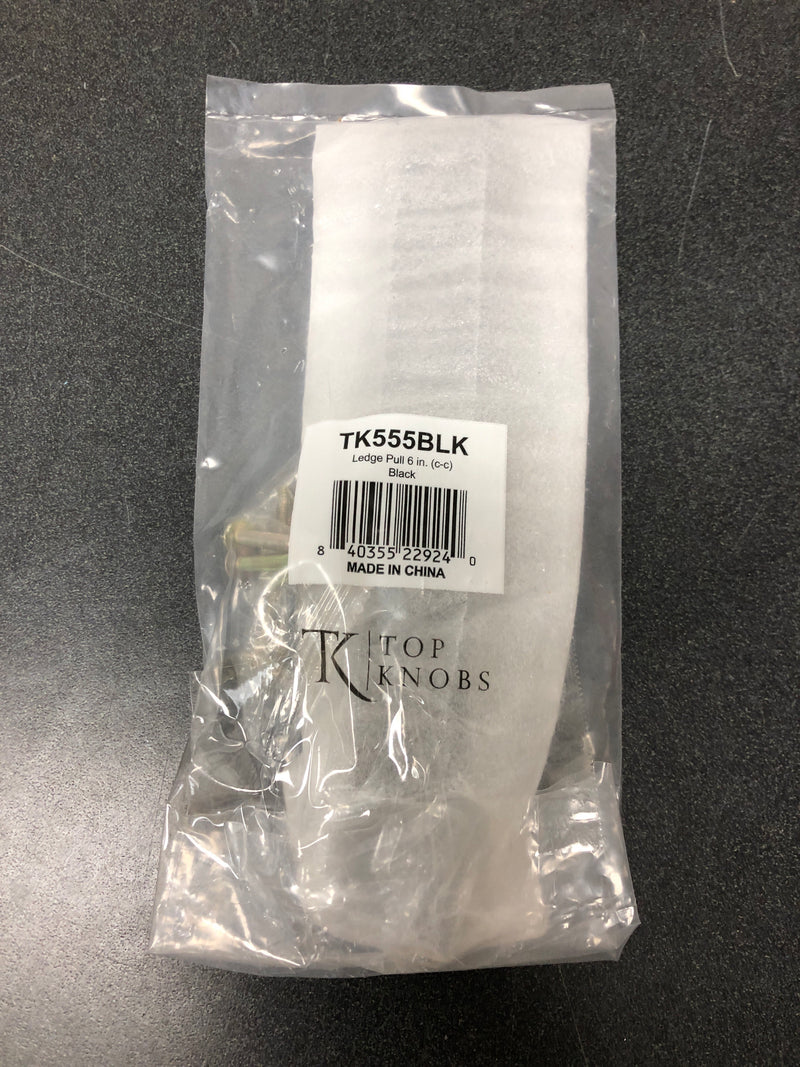 TK555BLK
Ledge Pull 6 in. (c-c)
Black
8 40355 22924 0
MADE IN CHINA
TK TOP
KNOBS